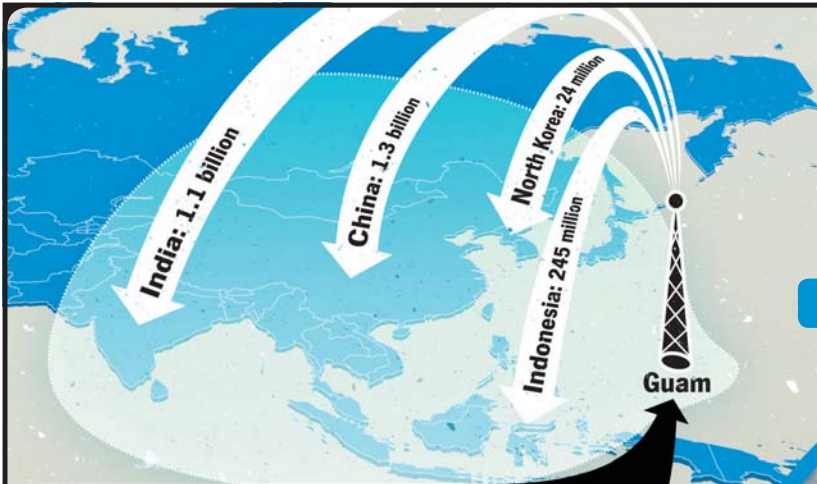 India: 1.1 billion
China: 1.3 billion
North Korea: 24 million
Indonesia: 245 million
Guam